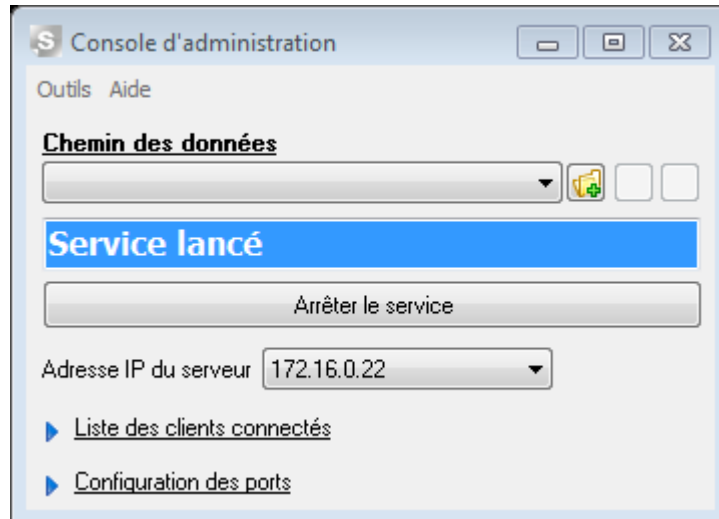 S Console d'administration
Outils Aide
Chemin des données
Service lancé
Arrêter le service
Adresse IP du serveur 172.16.0.22
Liste des clients connectés
Configuration des ports